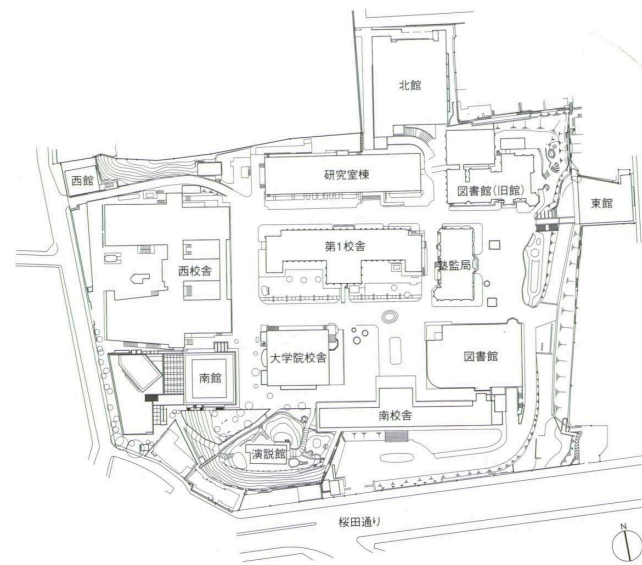 北館
西館
研究室棟
図書館(旧館)
東館
第1校舎
西校舎
塾監局
大学院校舎
図書館
南館
南校舎
演説館
桜田通り
N